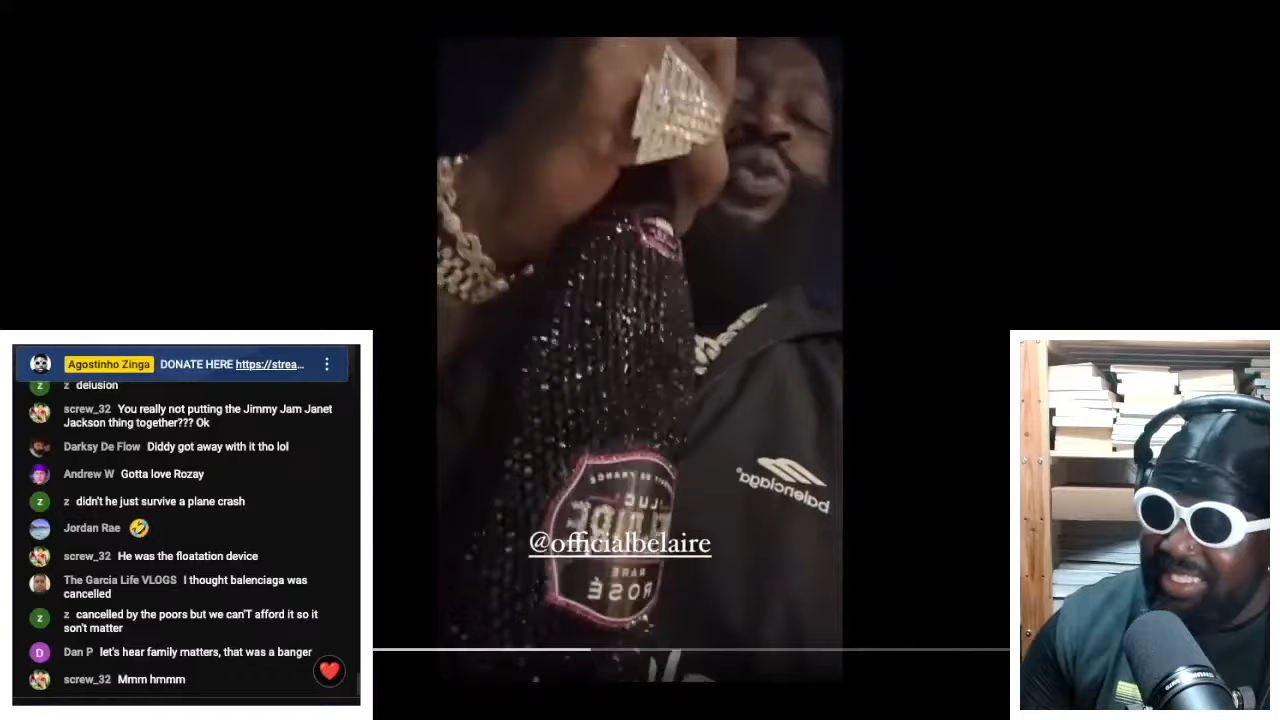 Agostinho Zinga DONATE HERE https://strea...
z delusion
screw_32 You really not putting the Jimmy Jam Janet
Jackson thing together??? Ok
Darksy De Flow Diddy got away with it tho lol
Andrew W Gotta love Rozay
z didn't he just survive a plane crash
Jordan Rae 🤣
screw_32 He was the floatation device
The Garcia Life VLOGS I thought balenciaga was
cancelled
z cancelled by the poors but we canT afford it so it
son't matter
Dan P let's hear family matters, that was a banger
screw_32 Mmm hmmm
balenciaga
LUC
@officialbelaire
RARE
ROSÉ